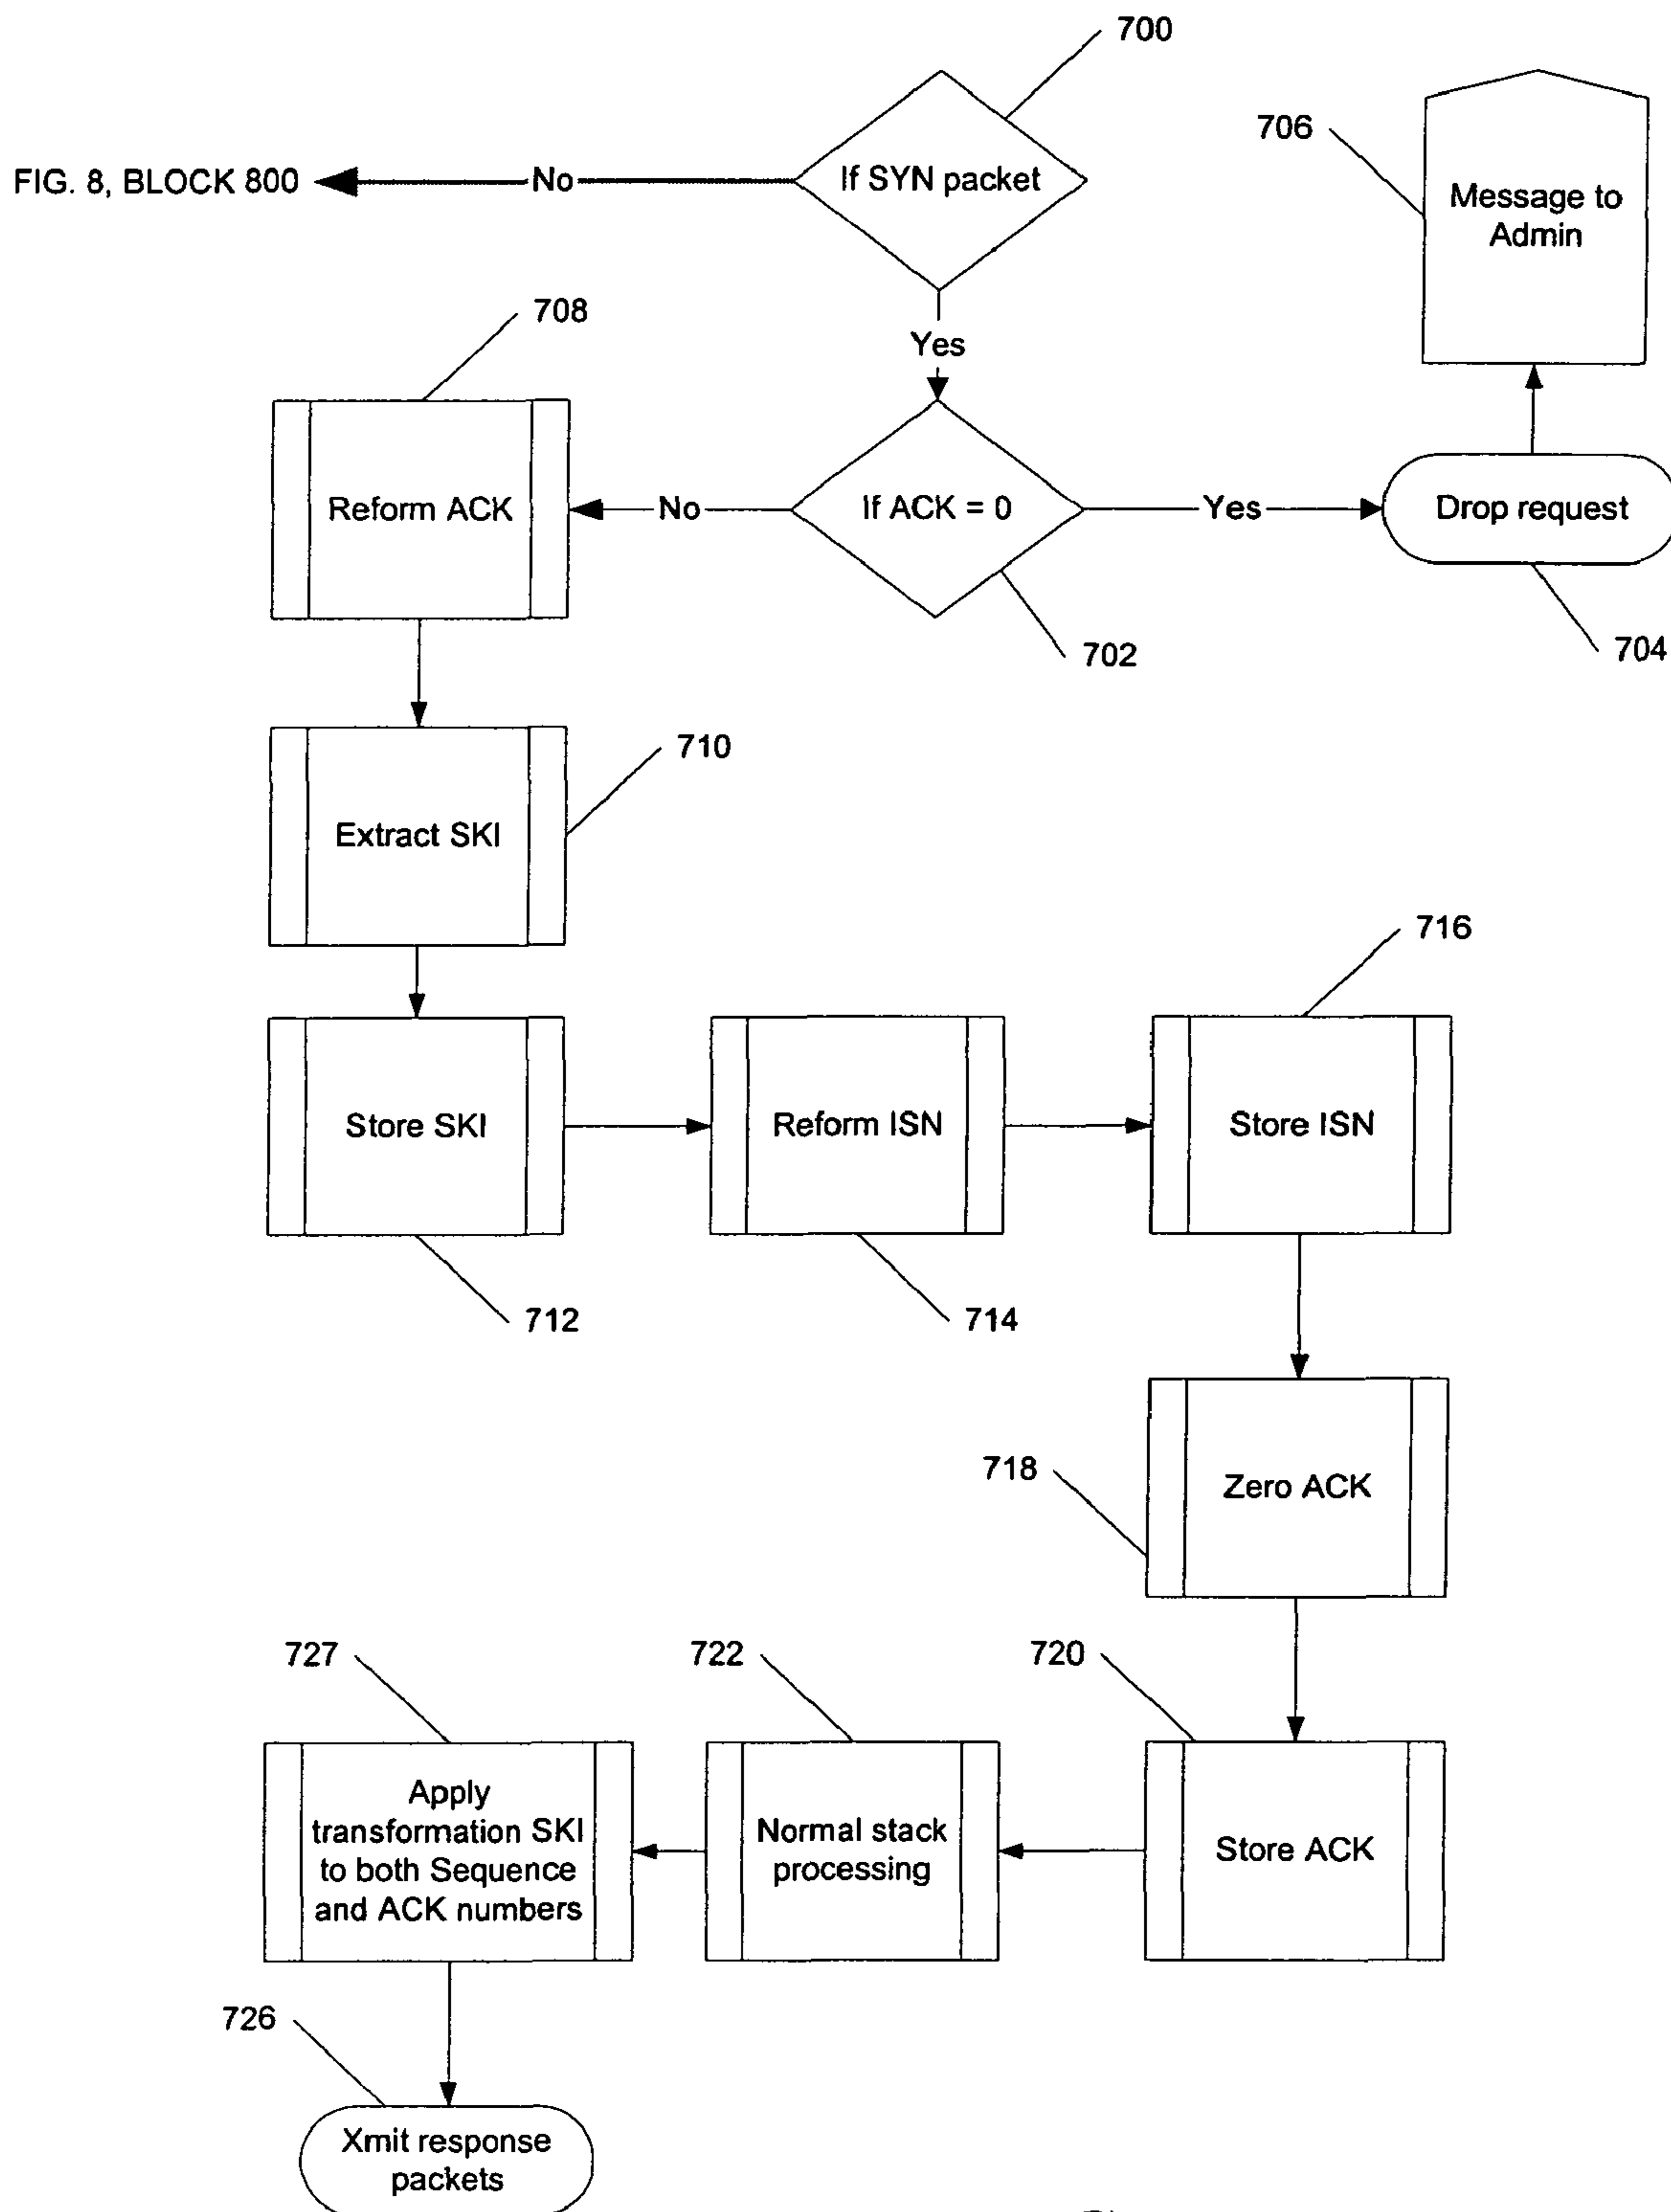 700
706
FIG. 8, BLOCK 800
No
If SYN packet
Message to
Admin
708
Yes
Reform ACK
No
If ACK = 0
Yes
Drop request
702
704
710
Extract SKI
716
Store SKI
Reform ISN
Store ISN
712
714
718
Zero ACK
727
722
720
Apply
transformation SKI
to both Sequence
and ACK numbers
Normal stack
processing
Store ACK
726
Xmit response
packets